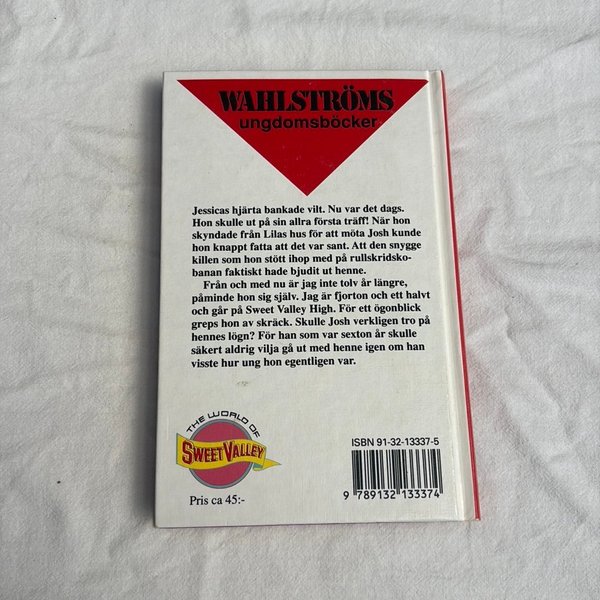 WAHLSTRÖMS
ungdomsböcker
Jessicas hjärta bankade vilt. Nu var det dags.
Hon skulle ut på sin allra första träff! När hon
skyndade från Lilas hus för att möta Josh kunde
hon knappt fatta att det var sant. Att den snygge
killen som hon stött ihop med på rullskridsko-
banan faktiskt hade bjudit ut henne.
Från och med nu är jag inte tolv år längre,
påminde hon sig själv. Jag är fjorton och ett halvt
och går på Sweet Valley High. För ett ögonblick
greps hon av skräck. Skulle Josh verkligen tro på
hennes lögn? För han som var sexton år skulle
säkert aldrig vilja gå ut med henne igen om han
visste hur ung hon egentligen var.
THE WORLD OF
SWEET VALLEY
Pris ca 45:-
ISBN 91-32-13337-5
9 789132 133374